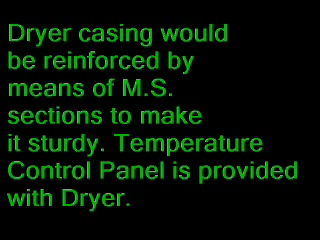 Dryer casing would
be reinforced by
means of M.S.
sections to make
it sturdy. Temperature
Control Panel is provided
with Dryer.